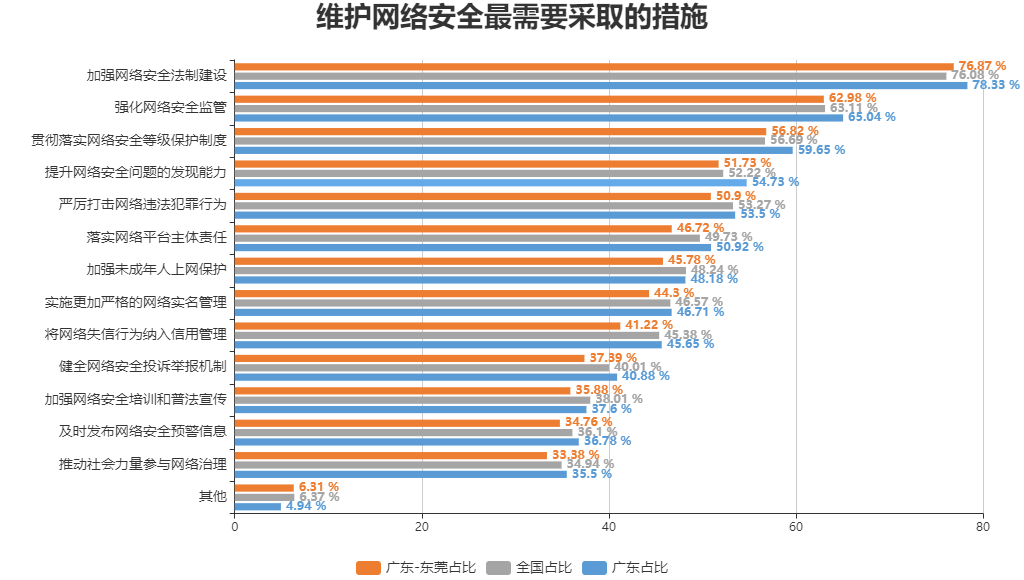 维护网络安全最需要采取的措施
加强网络安全法制建设
76.87 %
76.08 %
78.33 %
强化网络安全监管
62.98 %
63.11 %
65.04 %
贯彻落实网络安全等级保护制度
56.82 %
56.69 %
59.65 %
提升网络安全问题的发现能力
51.73 %
52.22 %
54.73 %
严厉打击网络违法犯罪行为
50.9 %
53.27 %
53.5 %
落实网络平台主体责任
46.72 %
49.73 %
50.92 %
加强未成年人上网保护
45.78 %
48.24 %
48.18 %
实施更加严格的网络实名管理
44.3 %
46.57 %
46.71 %
将网络失信行为纳入信用管理
41.22 %
45.38 %
45.65 %
健全网络安全投诉举报机制
37.39 %
40.01 %
40.88 %
加强网络安全培训和普法宣传
35.88 %
38.01 %
37.6 %
及时发布网络安全预警信息
34.76 %
36.1 %
36.78 %
推动社会力量参与网络治理
33.38 %
34.94 %
35.5 %
其他
6.31 %
6.37 %
4.94 %
0 20 40 60 80
广东-东莞占比 全国占比 广东占比